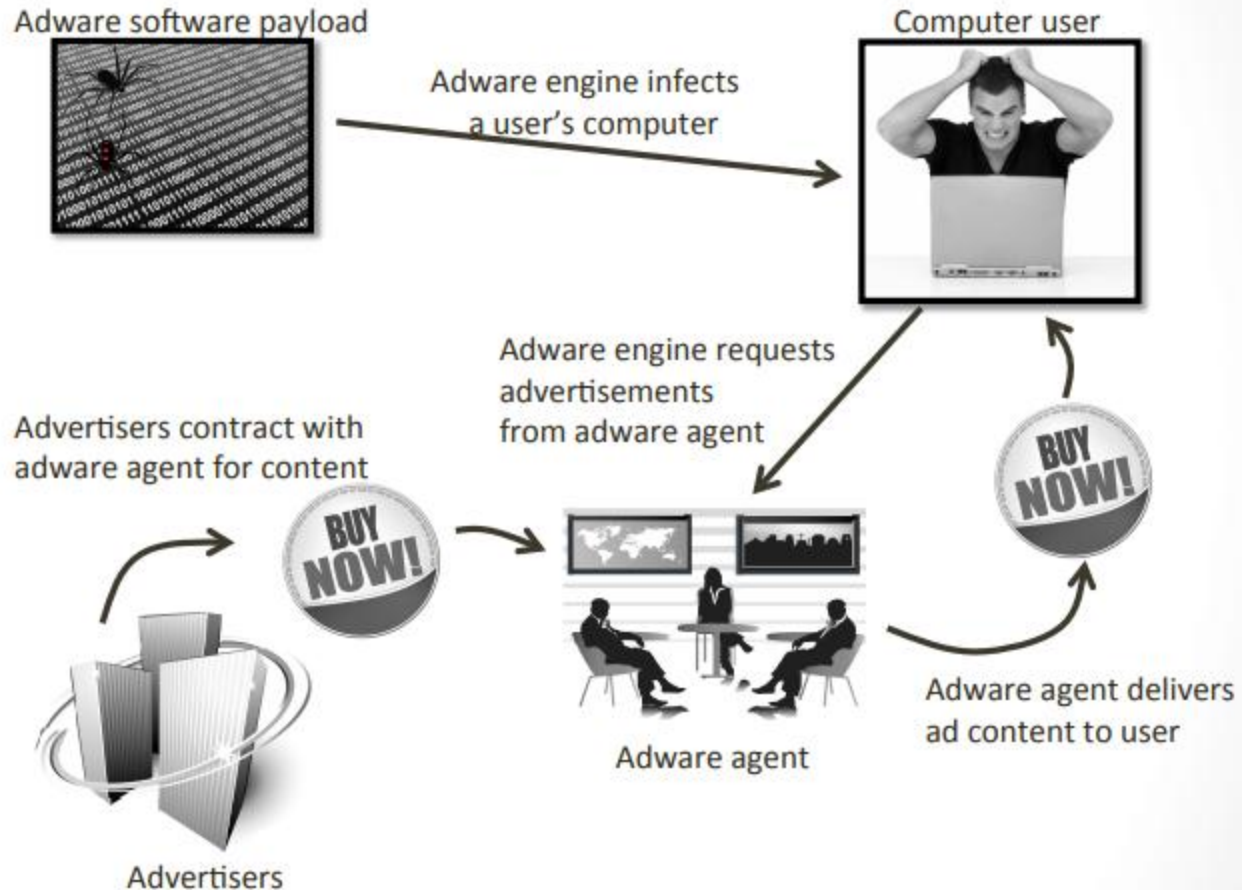 Adware software payload
Computer user
Adware engine infects
a user's computer
Adware engine requests
advertisements
from adware agent
Advertisers contract with
adware agent for content
BUY
NOW!
BUY
NOW!
Adware agent delivers
ad content to user
Adware agent
Advertisers